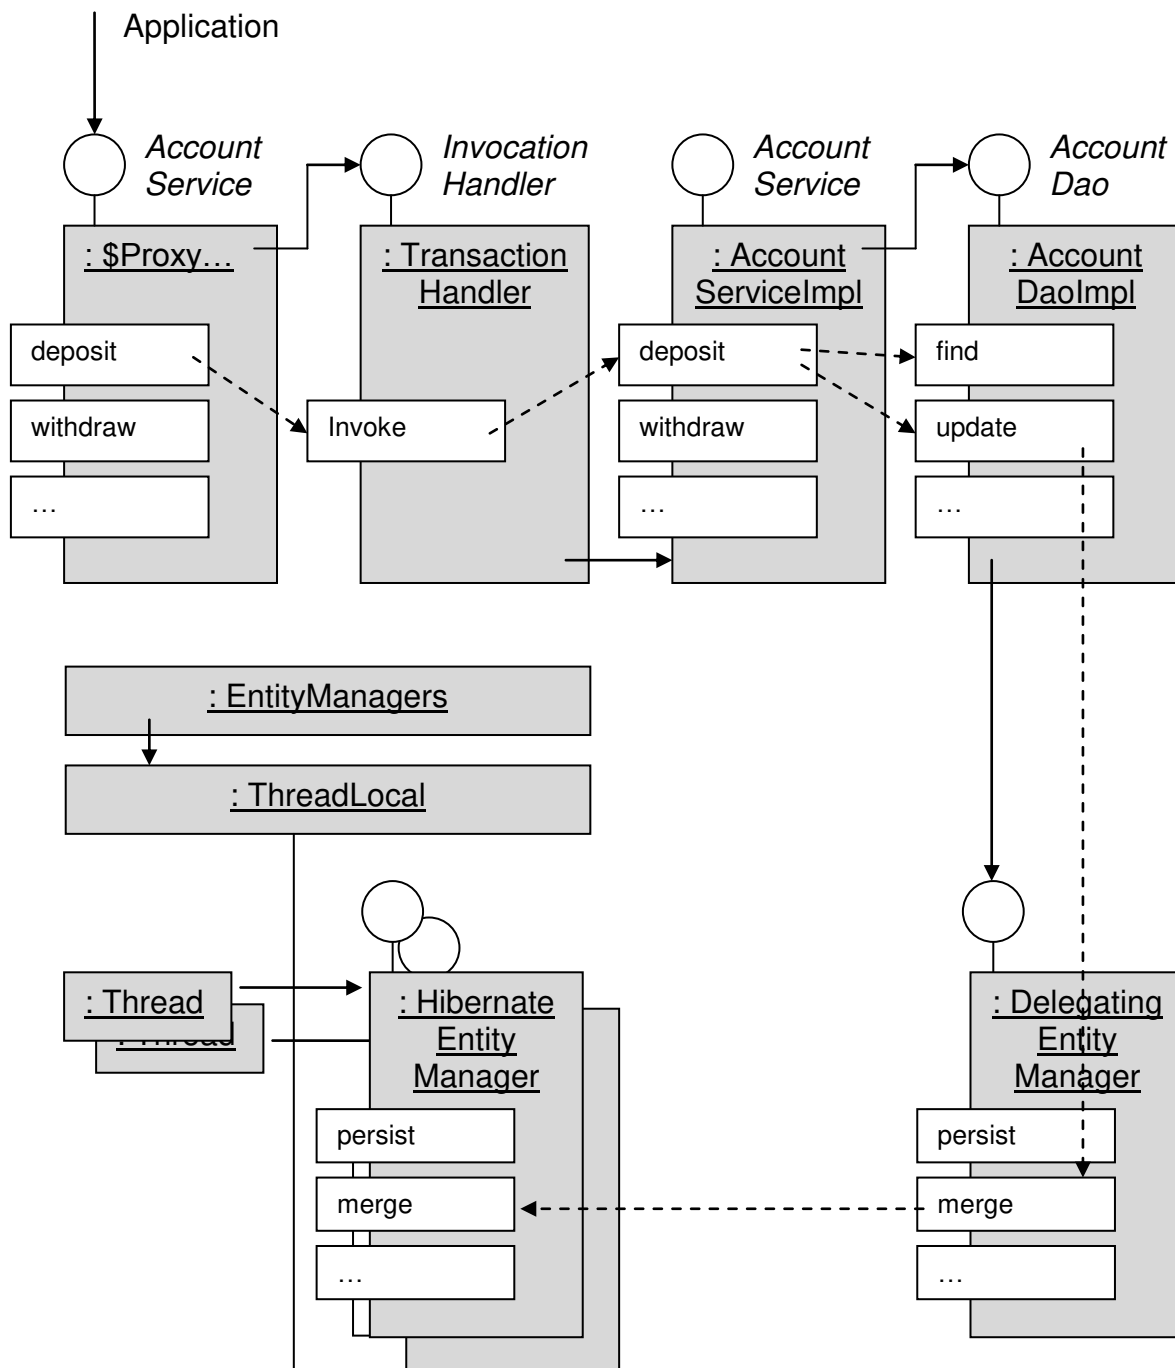 Application
Account
Service
Invocation
Handler
Account
Service
Account
Dao
: $Proxy…
: Transaction
Handler
: Account
ServiceImpl
: Account
DaoImpl
deposit
deposit
find
withdraw
Invoke
withdraw
update
…
…
…
: EntityManagers
: ThreadLocal
: Thread
: Thread
: Hibernate
Entity
Manager
: Delegating
Entity
Manager
persist
persist
merge
merge
…
…